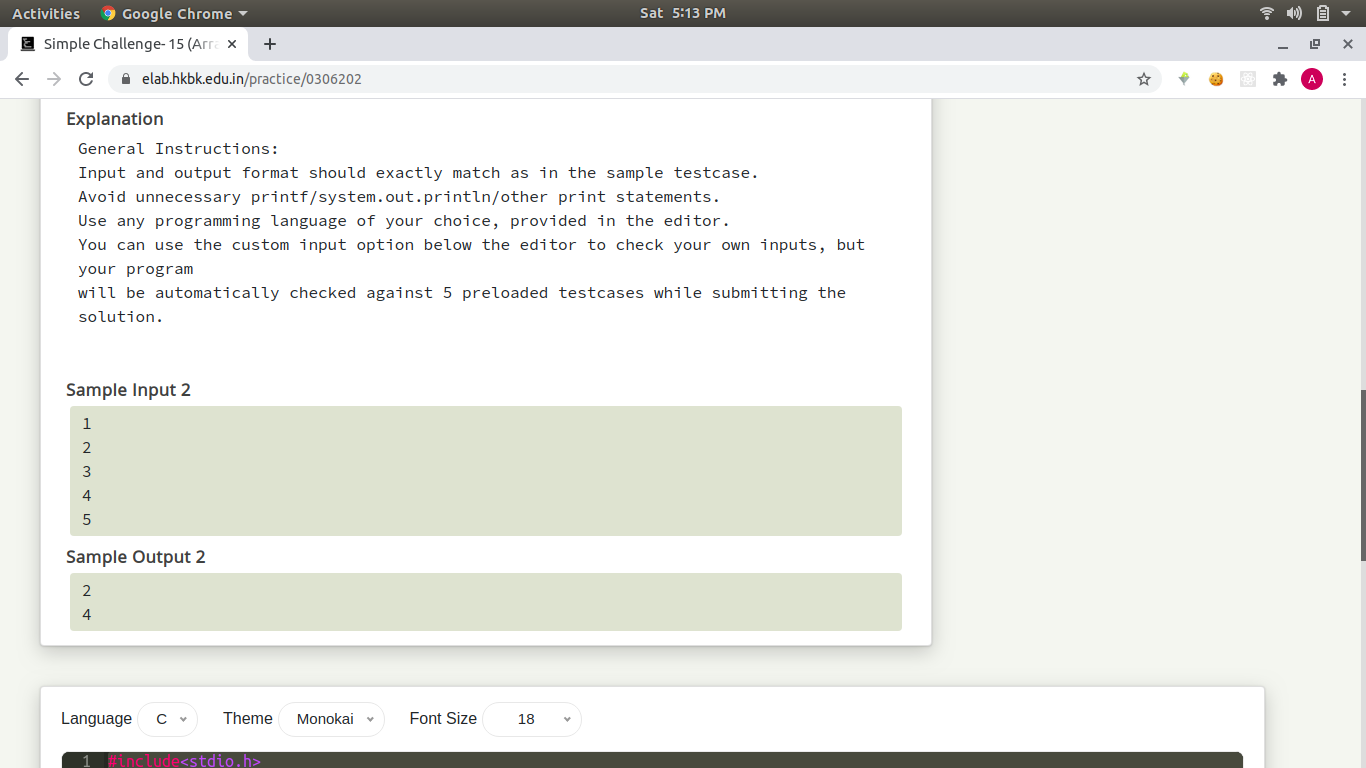 Activities Google Chrome Sat 5:13 PM
Simple Challenge- 15 (Arra
elab.hkbk.edu.in/practice/0306202 A
Explanation
General Instructions:
Input and output format should exactly match as in the sample testcase.
Avoid unnecessary printf/system.out.println/other print statements.
Use any programming language of your choice, provided in the editor.
You can use the custom input option below the editor to check your own inputs, but
your program
will be automatically checked against 5 preloaded testcases while submitting the
solution.
Sample Input 2
1
2
3
4
5
Sample Output 2
2
4
Language C Theme Monokai Font Size 18
1 #include<stdio.h>